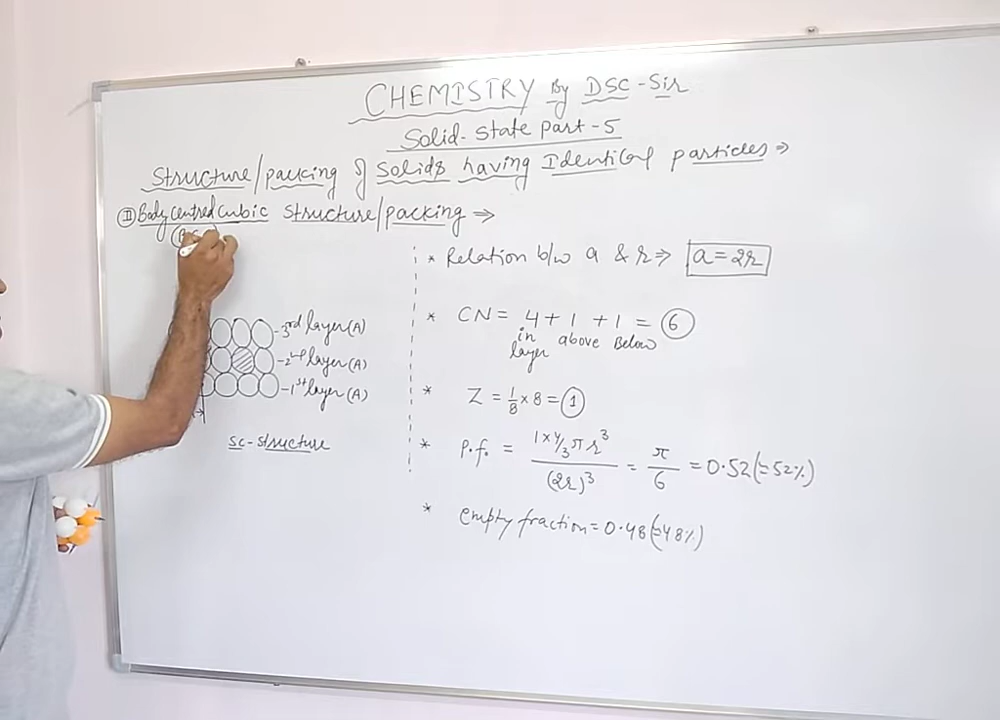 CHEMISTRY By DSC-Sir
Solid-State Part-5
Structure/packing of Solids having Identical particles ⇒
II Body centred cubic structure/packing ⇒
* Relation b/w a & r ⇒ a = 2r
3rd layer(A)
2nd layer(A)
1st layer(A)
SC-structure
* CN = 4 + 1 + 1 = 6
in layer above Below
* Z = 1/8 × 8 = 1
* P.f. = 1 × 4/3 π r³ / (2r)³ = π/6 = 0.52 (≈52%)
* empty fraction = 0.48 (≈48%)